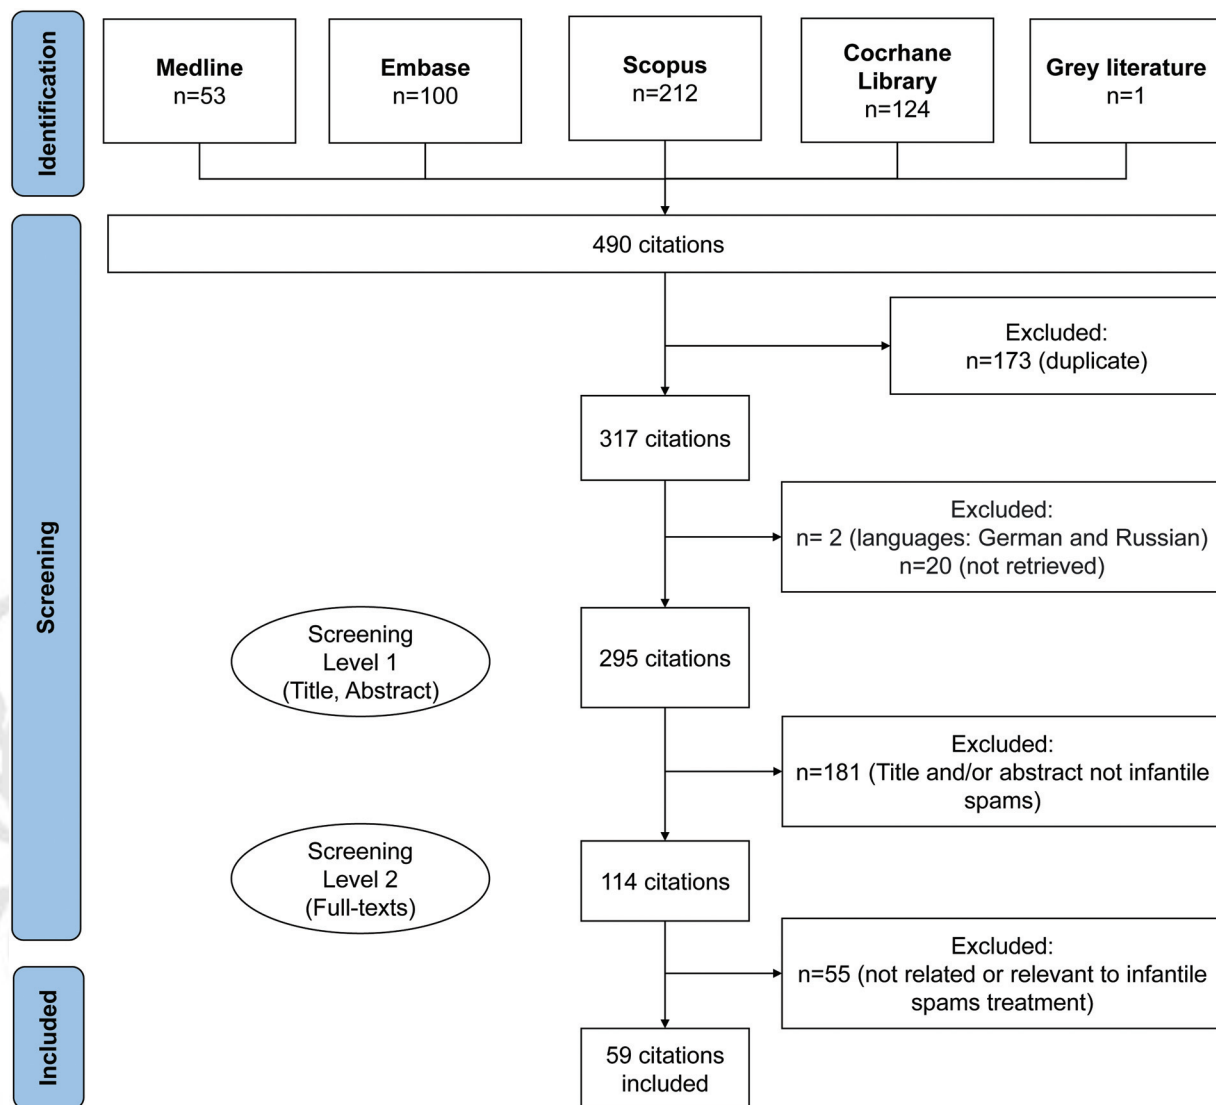 Identification
Medline
n=53
Embase
n=100
Scopus
n=212
Cocrhane
Library
n=124
Grey literature
n=1
Screening
490 citations
Excluded:
n=173 (duplicate)
317 citations
Excluded:
n= 2 (languages: German and Russian)
n=20 (not retrieved)
Screening
Level 1
(Title, Abstract)
295 citations
Excluded:
n=181 (Title and/or abstract not infantile
spams)
Screening
Level 2
(Full-texts)
114 citations
Excluded:
n=55 (not related or relevant to infantile
spams treatment)
Included
59 citations
included